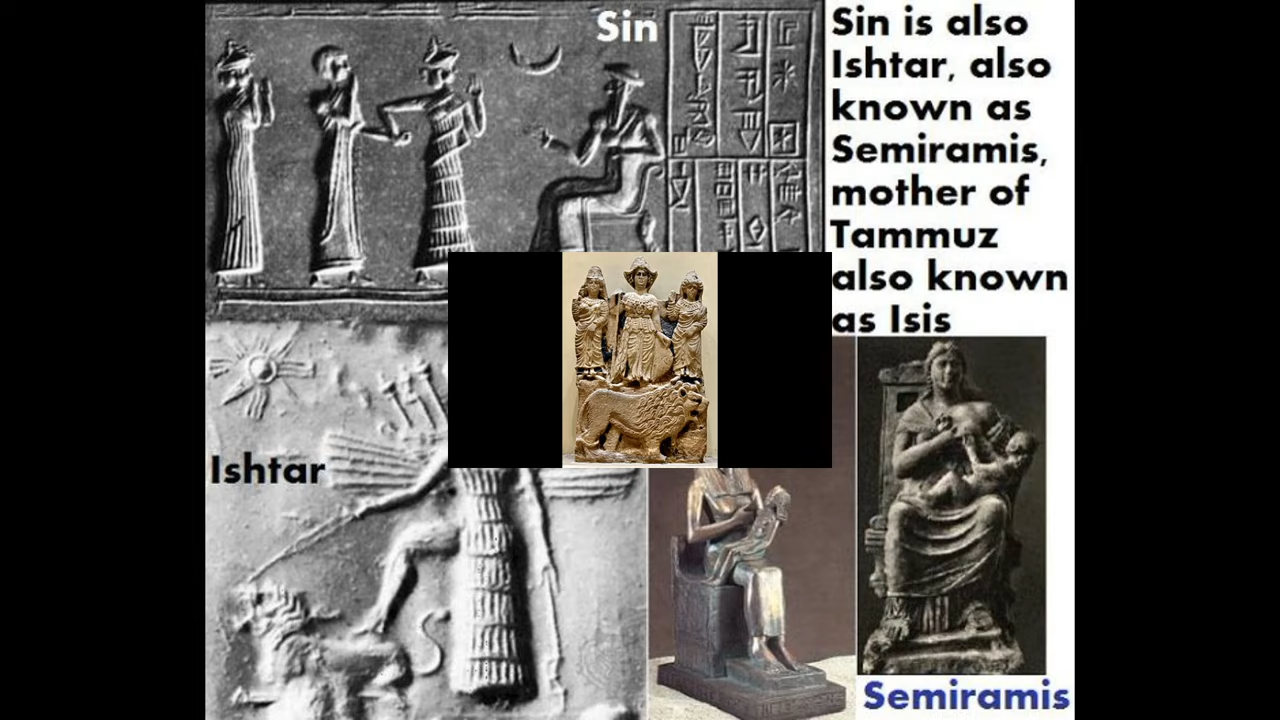 Sin
Sin is also
Ishtar, also
known as
Semiramis,
mother of
Tammuz
also known
as Isis
Ishtar
Semiramis